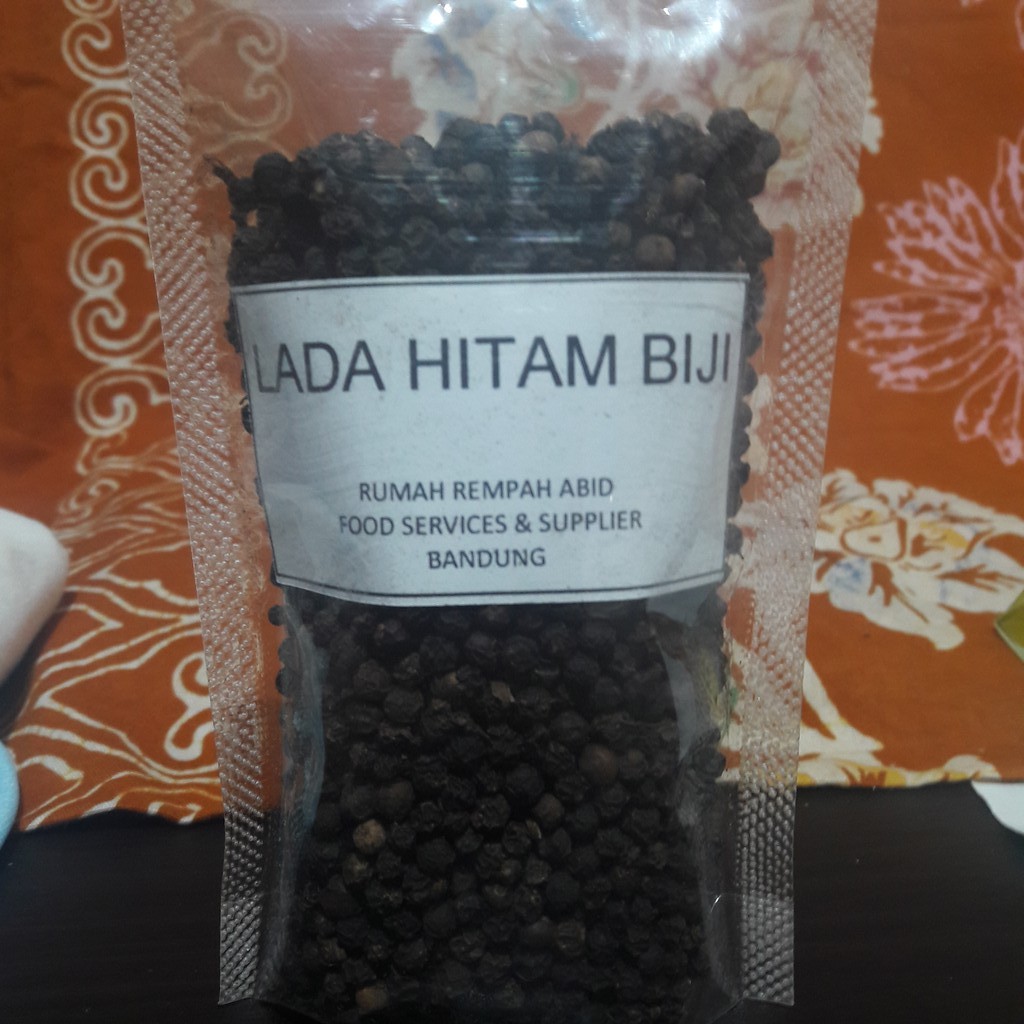 LADA HITAM BIJI
RUMAH REMPAH ABID
FOOD SERVICES & SUPPLIER
BANDUNG